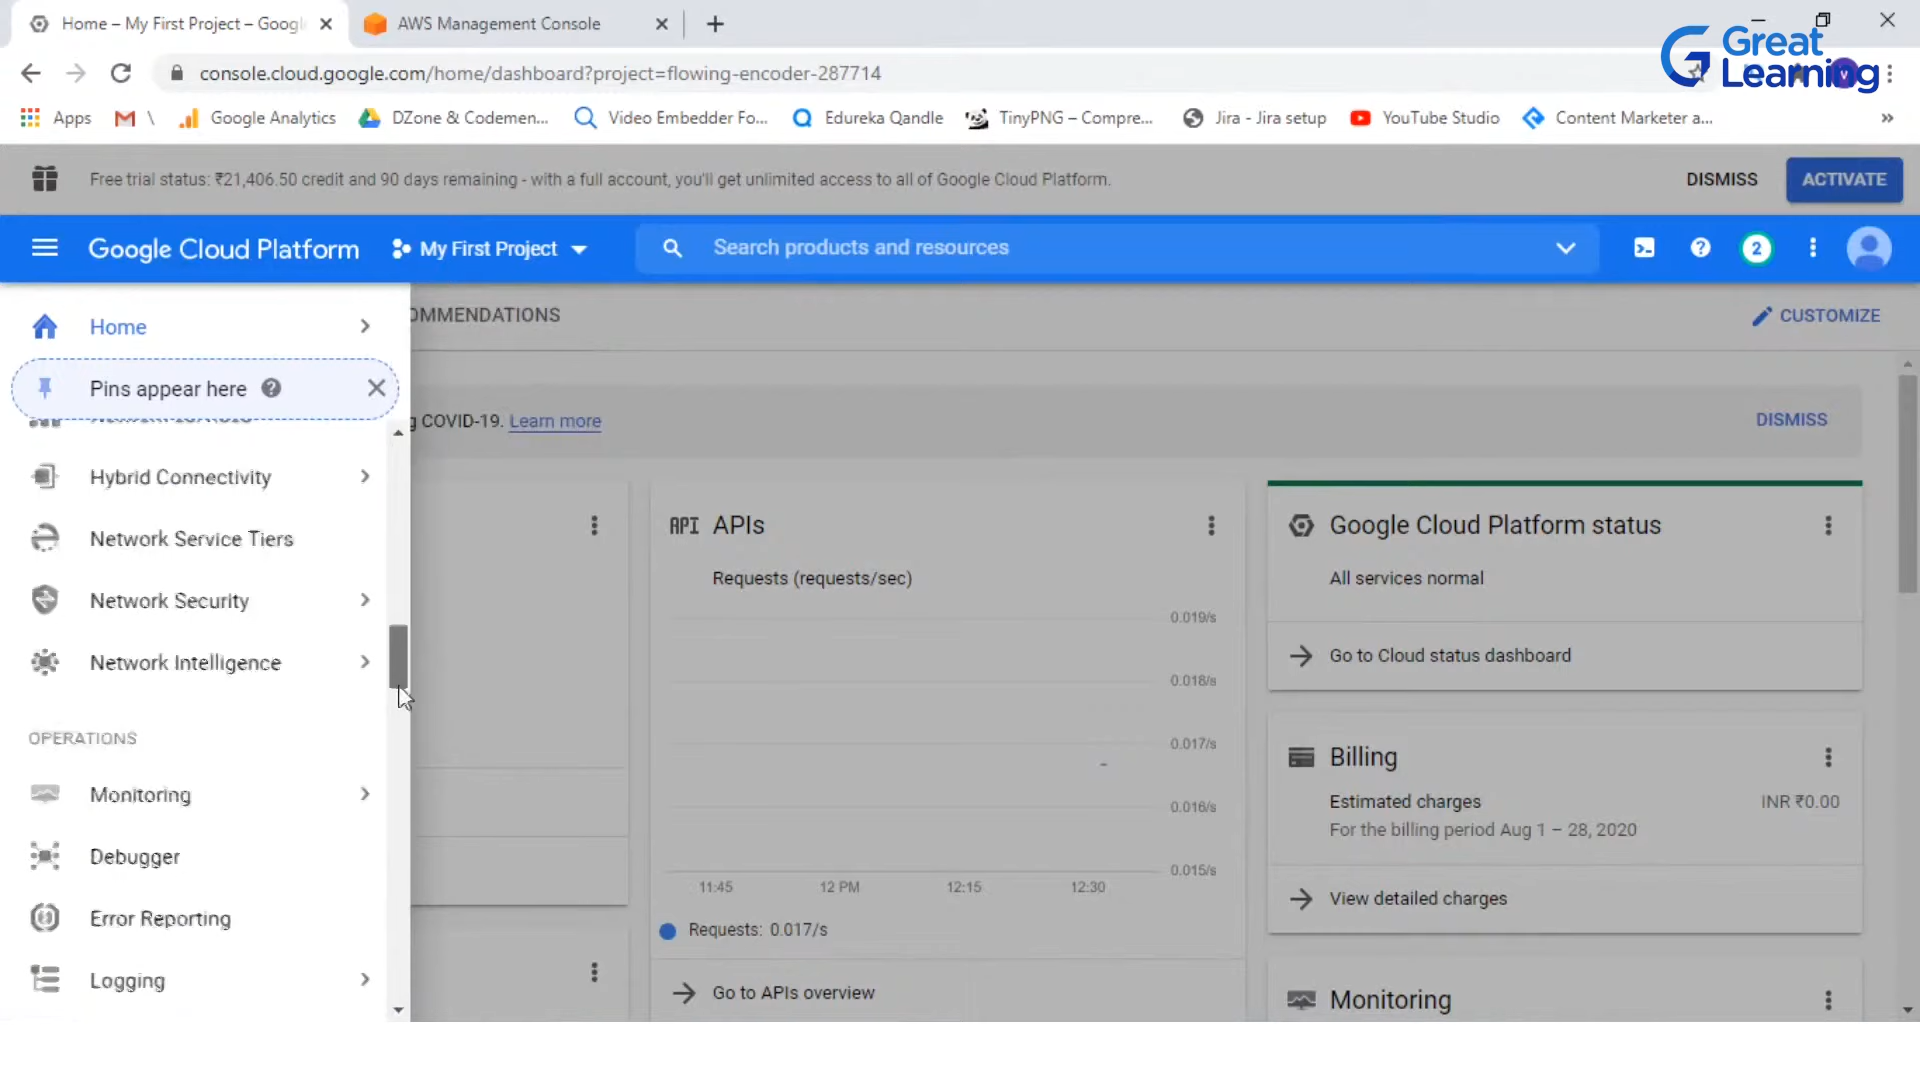 Home – My First Project – Googl
AWS Management Console
Great Learning
console.cloud.google.com/home/dashboard?project=flowing-encoder-287714
Apps
\
Google Analytics
DZone & Codemen...
Video Embedder Fo...
Edureka Qandle
TinyPNG – Compre...
Jira - Jira setup
YouTube Studio
Content Marketer a...
»
Free trial status: ₹21,406.50 credit and 90 days remaining - with a full account, you'll get unlimited access to all of Google Cloud Platform.
DISMISS
ACTIVATE
Google Cloud Platform
My First Project
Search products and resources
2
Home
OMMENDATIONS
CUSTOMIZE
Pins appear here
g COVID-19. Learn more
DISMISS
Hybrid Connectivity
Network Service Tiers
Network Security
Network Intelligence
OPERATIONS
Monitoring
Debugger
Error Reporting
Logging
API APIs
Requests (requests/sec)
0.019/s
0.018/s
0.017/s
0.016/s
0.015/s
11:45
12 PM
12:15
12:30
Requests: 0.017/s
Go to APIs overview
Google Cloud Platform status
All services normal
Go to Cloud status dashboard
Billing
Estimated charges
INR ₹0.00
For the billing period Aug 1 – 28, 2020
View detailed charges
Monitoring